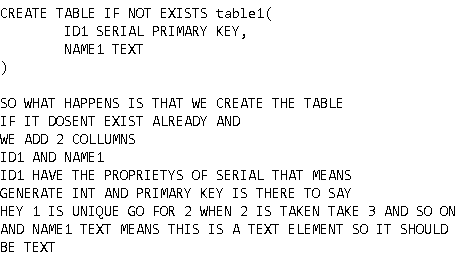 CREATE TABLE IF NOT EXISTS table1(
ID1 SERIAL PRIMARY KEY,
NAME1 TEXT
)
SO WHAT HAPPENS IS THAT WE CREATE THE TABLE
IF IT DOSENT EXIST ALREADY AND
WE ADD 2 COLLUMNS
ID1 AND NAME1
ID1 HAVE THE PROPRIETYS OF SERIAL THAT MEANS
GENERATE INT AND PRIMARY KEY IS THERE TO SAY
HEY 1 IS UNIQUE GO FOR 2 WHEN 2 IS TAKEN TAKE 3 AND SO ON
AND NAME1 TEXT MEANS THIS IS A TEXT ELEMENT SO IT SHOULD
BE TEXT